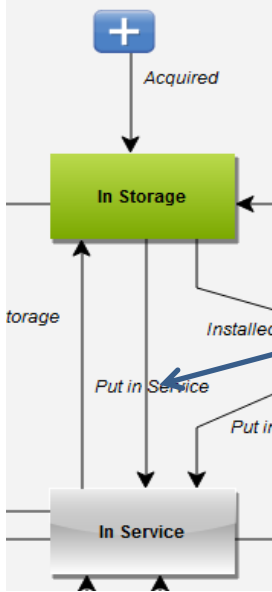 Acquired
In Storage
torage
Installed
Put in Service
Put in
In Service